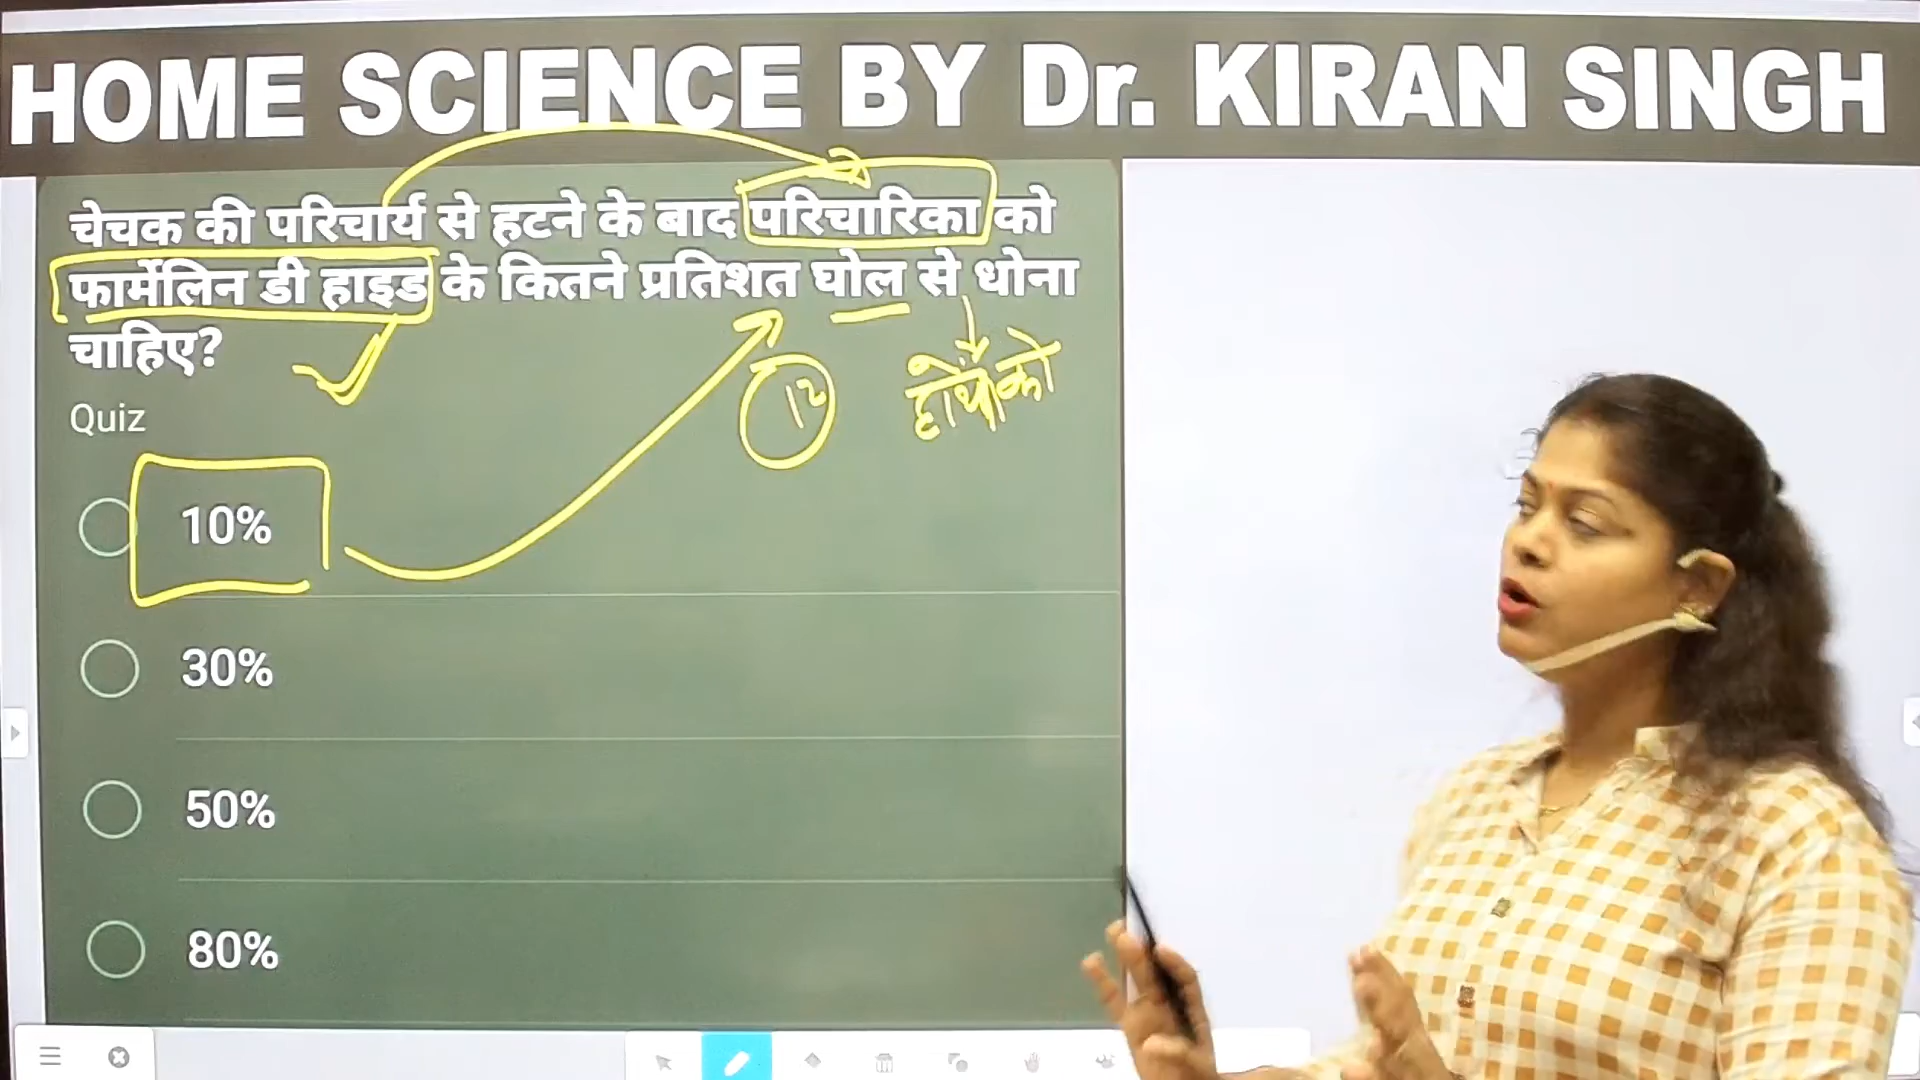 HOME SCIENCE BY Dr. KIRAN SINGH
चेचक की परिचार्य से हटने के बाद परिचारिका को
फार्मेलिन डी हाइड के कितने प्रतिशत घोल से धोना
चाहिए?
हाथों को
Quiz
10%
30%
50%
80%